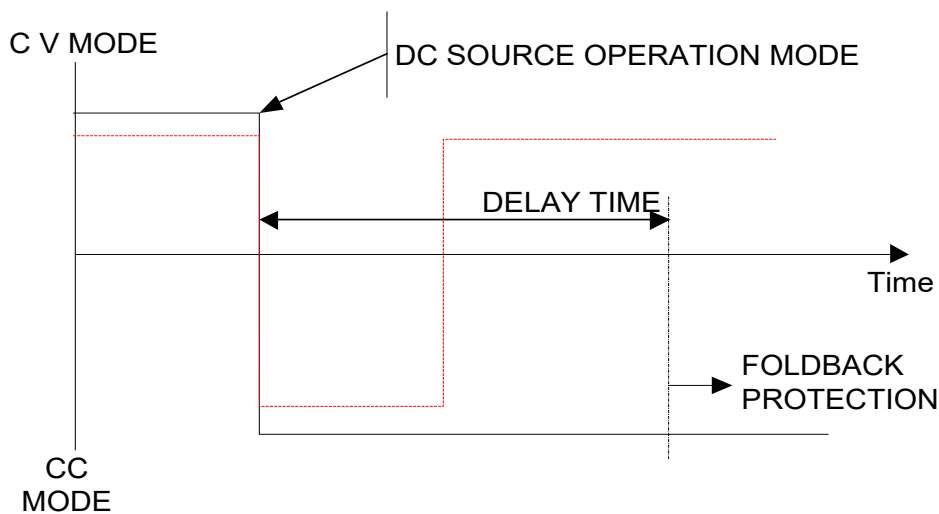 C V MODE
DC SOURCE OPERATION MODE
DELAY TIME
Time
FOLDBACK
PROTECTION
CC
MODE